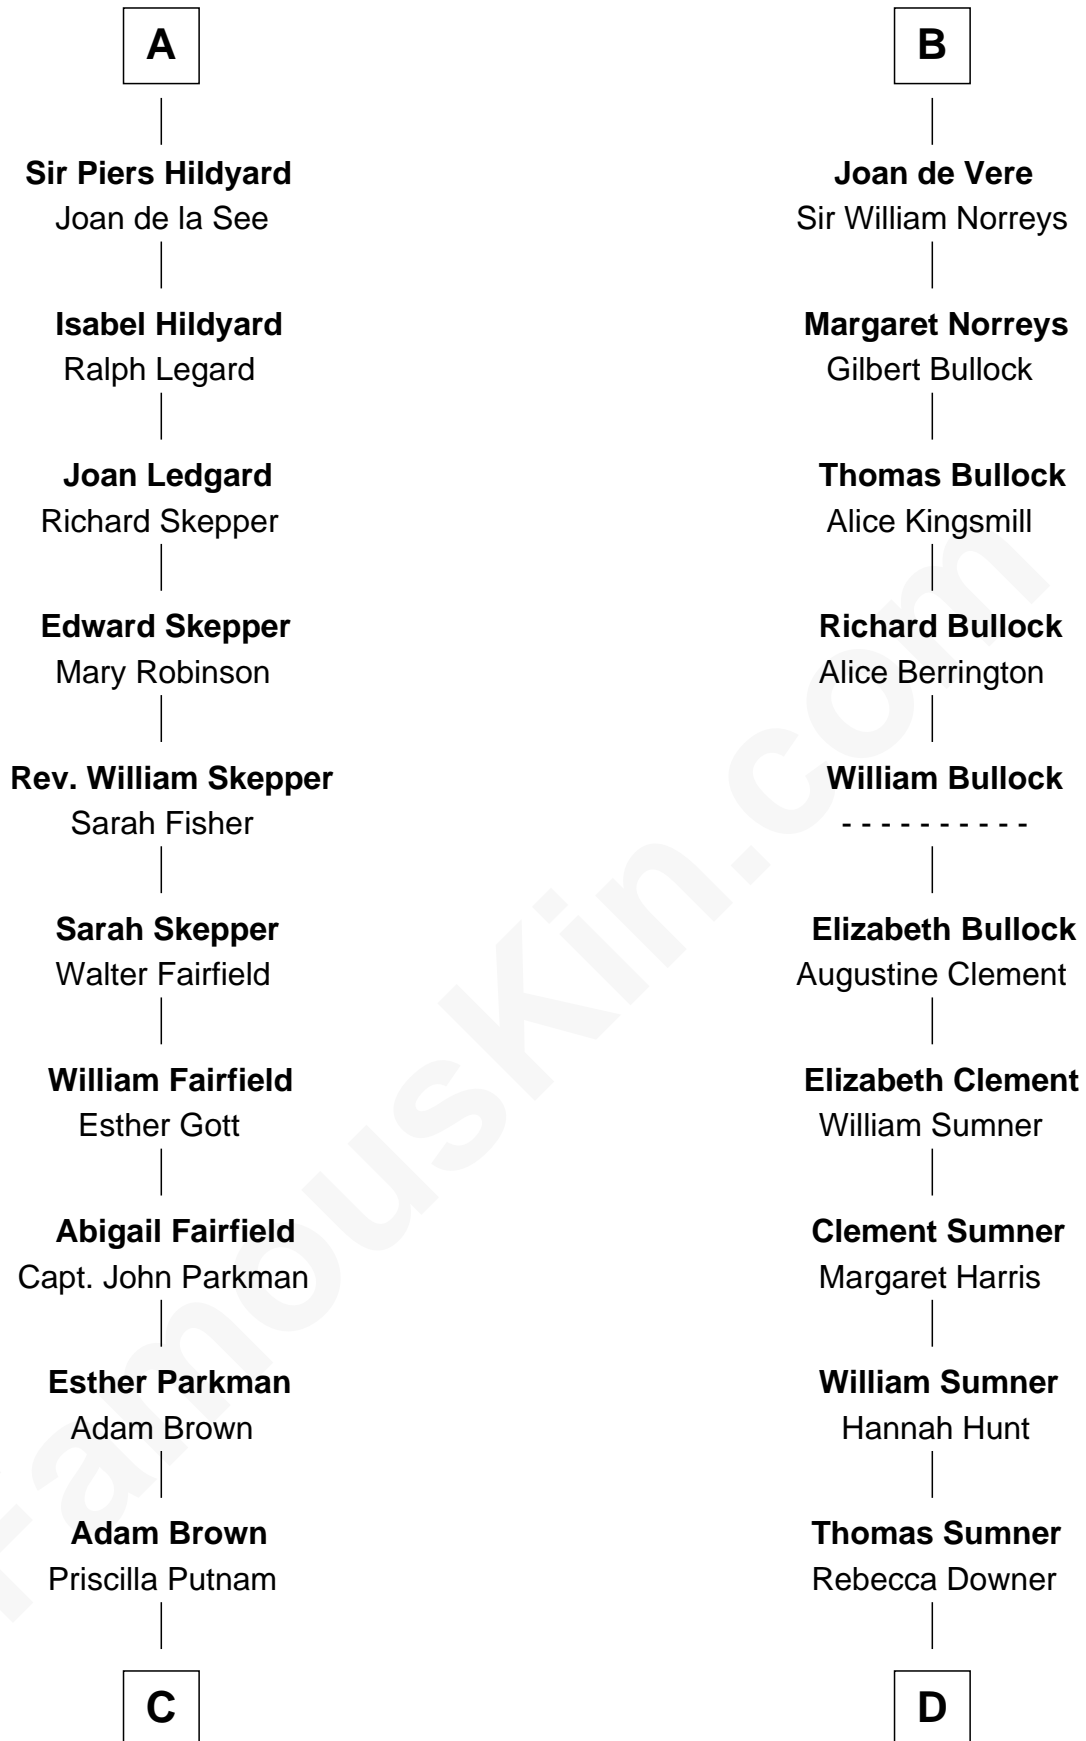 A
Sir Piers Hildyard
Joan de la See
Isabel Hildyard
Ralph Legard
Joan Ledgard
Richard Skepper
Edward Skepper
Mary Robinson
Rev. William Skepper
Sarah Fisher
Sarah Skepper
Walter Fairfield
William Fairfield
Esther Gott
Abigail Fairfield
Capt. John Parkman
Esther Parkman
Adam Brown
Adam Brown
Priscilla Putnam
C
B
Joan de Vere
Sir William Norreys
Margaret Norreys
Gilbert Bullock
Thomas Bullock
Alice Kingsmill
Richard Bullock
Alice Berrington
William Bullock
- - - - - - - - - -
Elizabeth Bullock
Augustine Clement
Elizabeth Clement
William Sumner
Clement Sumner
Margaret Harris
William Sumner
Hannah Hunt
Thomas Sumner
Rebecca Downer
D
FamousKin.com